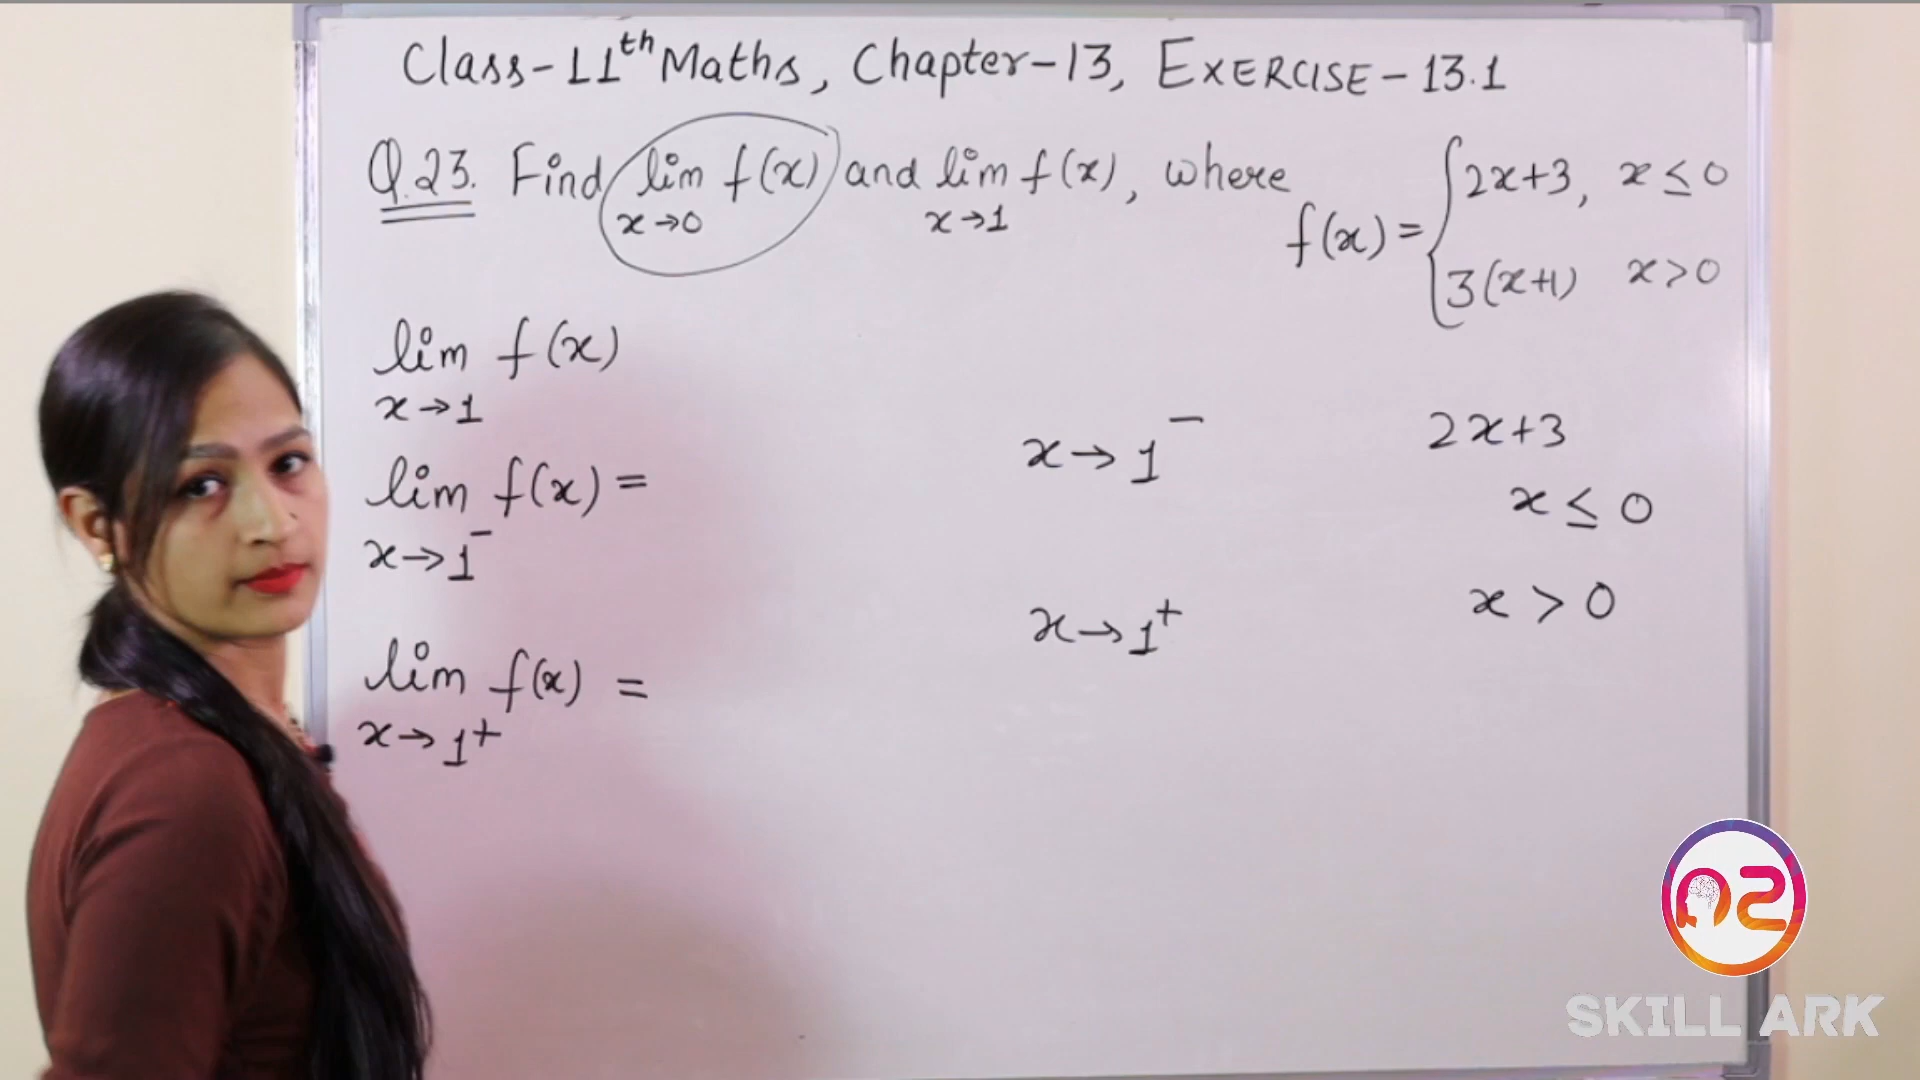 Class-11th Maths, Chapter-13, EXERCISE-13.1
Q.23. Find lim f(x) and lim f(x), where
x→0 x→1
f(x) = { 2x+3, x ≤ 0
3(x+1) x>0
lim f(x)
x→1
lim f(x) =
x→1⁻
lim f(x) =
x→1⁺
x→1⁻
x→1⁺
2x+3
x ≤ 0
x > 0
SKILL ARK